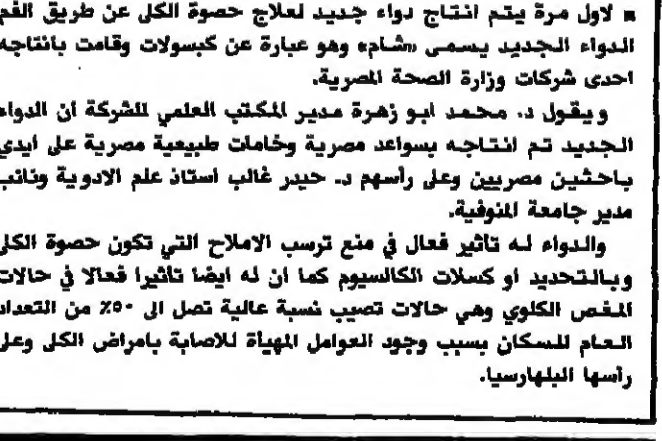 ■ لاول مرة يتم انتاج دواء جديد لعلاج حصوة الكلى عن طريق الفم
الدواء الجديد يسمى «شام» وهو عبارة عن كبسولات وقامت بانتاجه
احدى شركات وزارة الصحة المصرية.
ويقول د. محمد ابو زهرة مدير المكتب العلمي للشركة أن الدواء
الجديد تم انتاجه بسواعد مصرية وخامات طبيعية مصرية على ايدي
باحثين مصريين وعلى رأسهم د. حيدر غالب استاذ علم الادوية ونائب
مدير جامعة المنوفية.
والدواء له تاثير فعال في منع ترسب الاملاح التي تكون حصوة الكلى
وبالتحديد او كسلات الكالسيوم كما ان له ايضا تأثيرا فعالا في حالات
المغص الكلوي وهي حالات تصيب نسبة عالية تصل الى ٥٠٪ من التعداد
العام للسكان بسبب وجود العوامل المهيأة للاصابة بامراض الكلى وعلى
رأسها البلهارسيا.